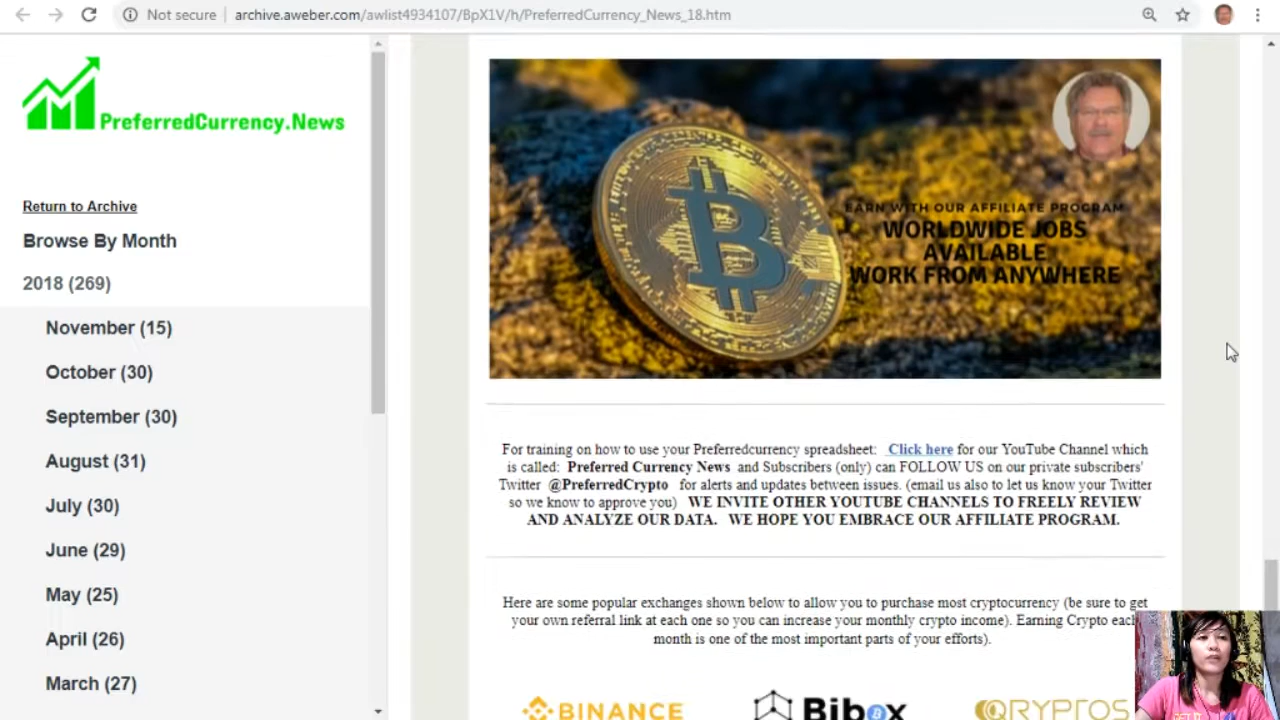 Not secure
archive.aweber.com/awlist4934107/BpX1V/h/PreferredCurrency_News_18.htm
PreferredCurrency.News
Return to Archive
Browse By Month
2018 (269)
November (15)
October (30)
September (30)
August (31)
July (30)
June (29)
May (25)
April (26)
March (27)
EARN WITH OUR AFFILIATE PROGRAM
WORLDWIDE JOBS
AVAILABLE
WORK FROM ANYWHERE
For training on how to use your Preferredcurrency spreadsheet: Click here for our YouTube Channel which
is called: Preferred Currency News and Subscribers (only) can FOLLOW US on our private subscribers'
Twitter @PreferredCrypto for alerts and updates between issues. (email us also to let us know your Twitter
so we know to approve you) WE INVITE OTHER YOUTUBE CHANNELS TO FREELY REVIEW
AND ANALYZE OUR DATA. WE HOPE YOU EMBRACE OUR AFFILIATE PROGRAM.
Here are some popular exchanges shown below to allow you to purchase most cryptocurrency (be sure to get
your own referral link at each one so you can increase your monthly crypto income). Earning Crypto each
month is one of the most important parts of your efforts).
BINANCE
Bibox
QRYPTOS